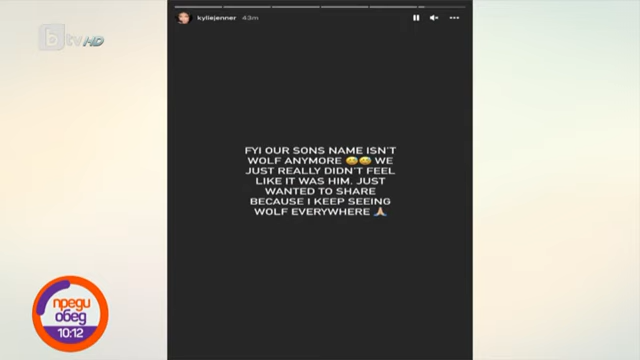 btv HD
kyliejenner 43m
FYI OUR SONS NAME ISN'T
WOLF ANYMORE 😅😅 WE
JUST REALLY DIDN'T FEEL
LIKE IT WAS HIM. JUST
WANTED TO SHARE
BECAUSE I KEEP SEEING
WOLF EVERYWHERE 🙏🏼
преди
обед
10:12